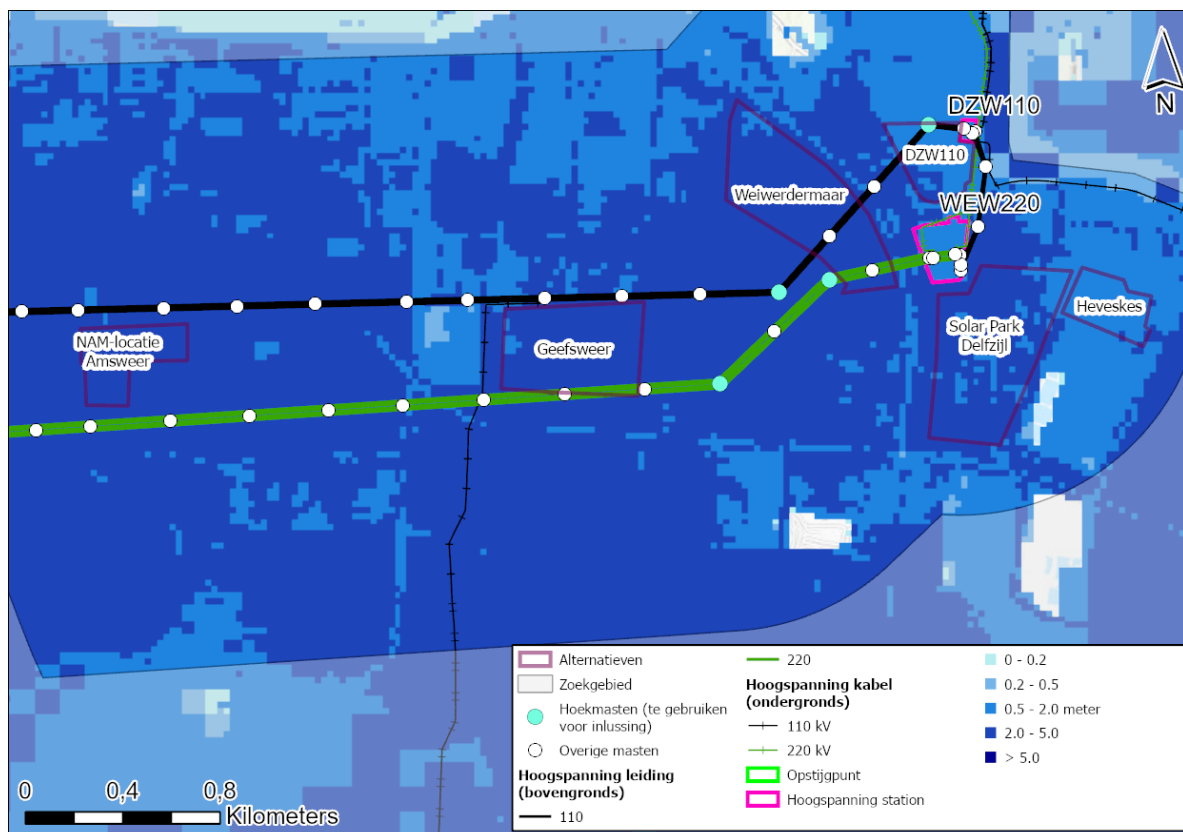 N
DZW110
DZW110
Weiwerdermaar
WEW220
Heveskes
Solar Park
Delfzijl
NAM-locatie
Amsweer
Geefsweer
Alternatieven
Zoekgebied
Hoekmasten (te gebruiken
voor inlussing)
Overige masten
Hoogspanning leiding
(bovengronds)
110
220
Hoogspanning kabel
(ondergronds)
110 kV
220 kV
Opstijgpunt
Hoogspanning station
0 - 0.2
0.2 - 0.5
0.5 - 2.0 meter
2.0 - 5.0
> 5.0
0 0,4 0,8
Kilometers